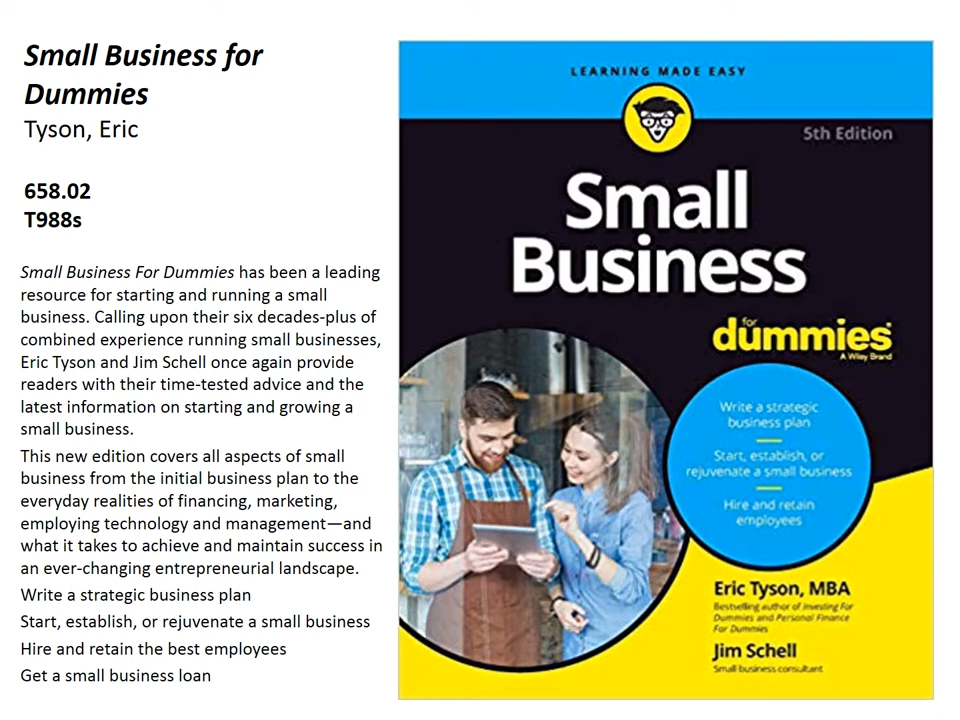 Small Business for
Dummies
Tyson, Eric
658.02
T988s
Small Business For Dummies has been a leading
resource for starting and running a small
business. Calling upon their six decades-plus of
combined experience running small businesses,
Eric Tyson and Jim Schell once again provide
readers with their time-tested advice and the
latest information on starting and growing a
small business.
This new edition covers all aspects of small
business from the initial business plan to the
everyday realities of financing, marketing,
employing technology and management—and
what it takes to achieve and maintain success in
an ever-changing entrepreneurial landscape.
Write a strategic business plan
Start, establish, or rejuvenate a small business
Hire and retain the best employees
Get a small business loan
LEARNING MADE EASY
5th Edition
Small
Business
for
dummies
A Wiley Brand
Write a strategic
business plan
Start, establish, or
rejuvenate a small business
Hire and retain
employees
Eric Tyson, MBA
Bestselling author of Investing For
Dummies and Personal Finance
For Dummies
Jim Schell
Small business consultant